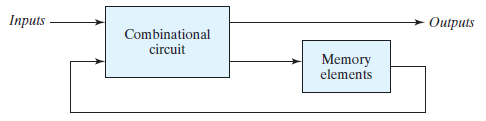 Inputs
Combinational
circuit
Outputs
Memory
elements